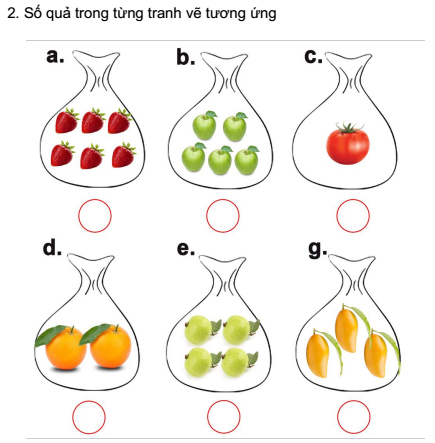 2. Số quả trong từng tranh vẽ tương ứng
a. b. c.
d. e. g.